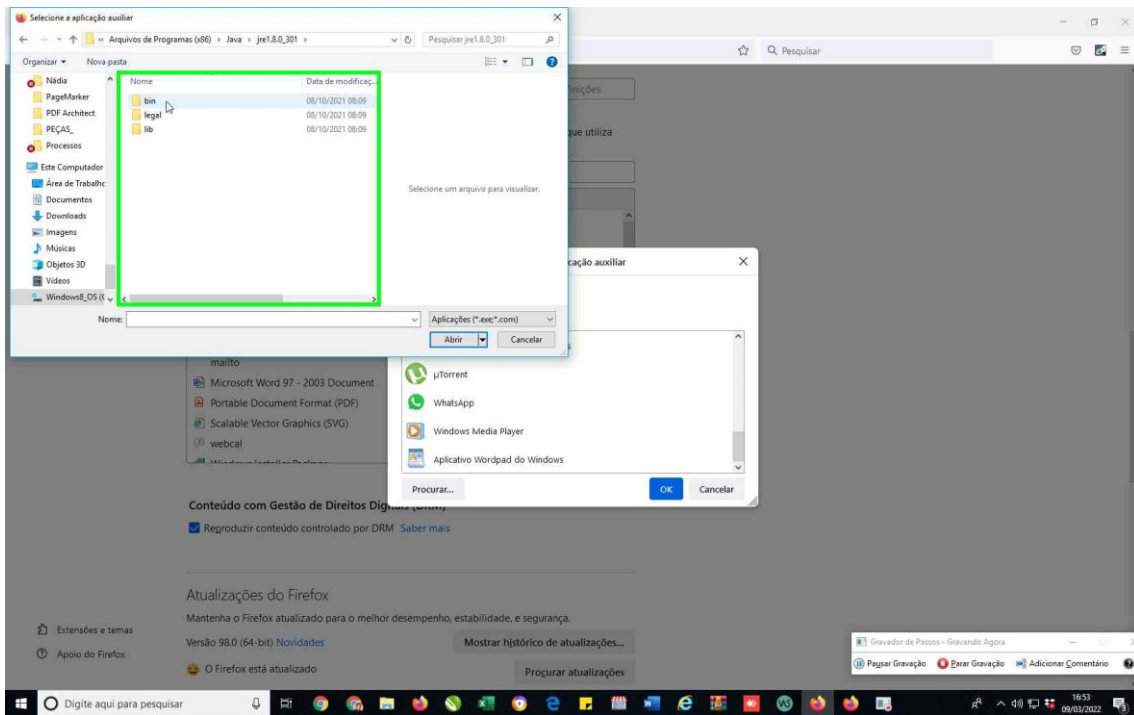 Selecione a aplicação auxiliar
Arquivos de Programas (x86) > Java > jre1.8.0_301 >
Pesquisar jre1.8.0_301
Organizar
Nova pasta
Nádia
PageMarker
PDF Architect
PEÇAS_
Processos
Este Computador
Área de Trabalho
Documentos
Downloads
Imagens
Músicas
Objetos 3D
Vídeos
Windows8_OS (C
Nome
Data de modificaç...
bin
08/10/2021 08:09
legal
08/10/2021 08:09
lib
08/10/2021 08:09
Selecione um arquivo para visualizar.
Nome:
Aplicações (*.exe;*.com)
Abrir
Cancelar
Pesquisar
inições
que utiliza
cação auxiliar
µTorrent
WhatsApp
Windows Media Player
Aplicativo Wordpad do Windows
Procurar...
OK
Cancelar
mailto
Microsoft Word 97 - 2003 Document
Portable Document Format (PDF)
Scalable Vector Graphics (SVG)
webcal
Conteúdo com Gestão de Direitos Digitais (DRM)
Reproduzir conteúdo controlado por DRM Saber mais
Atualizações do Firefox
Mantenha o Firefox atualizado para o melhor desempenho, estabilidade, e segurança.
Versão 98.0 (64-bit) Novidades
Mostrar histórico de atualizações...
O Firefox está atualizado
Procurar atualizações
Extensões e temas
Apoio do Firefox
Gravador de Passos - Gravando Agora
Pausar Gravação
Parar Gravação
Adicionar Comentário
Digite aqui para pesquisar
16:53
09/03/2022